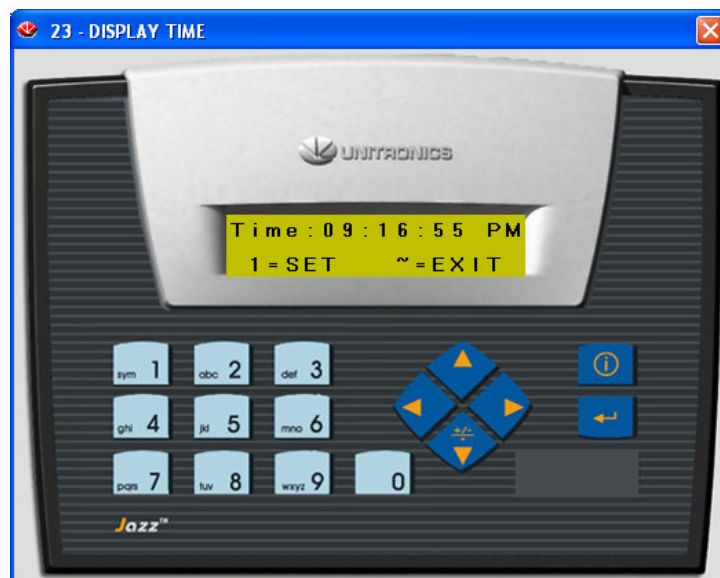 23 - DISPLAY TIME
UNITRONICS
Time:09:16:55 PM
1=SET ~=EXIT
sym 1 abc 2 def 3
ghi 4 jkl 5 mno 6
+/-
pqrs 7 tuv 8 wxyz 9 0
Jazz™